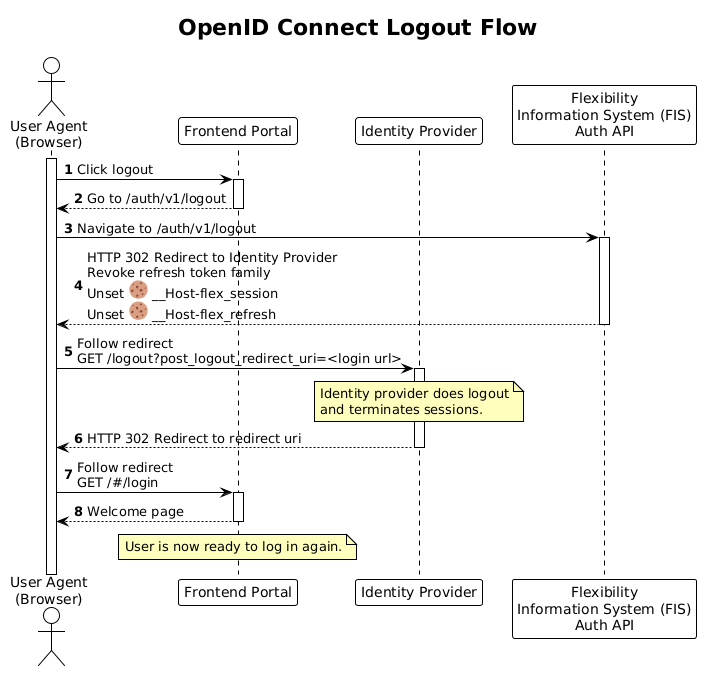 OpenID Connect Logout Flow
User Agent
(Browser)
Frontend Portal
Identity Provider
Flexibility
Information System (FIS)
Auth API
1 Click logout
2 Go to /auth/v1/logout
3 Navigate to /auth/v1/logout
4
HTTP 302 Redirect to Identity Provider
Revoke refresh token family
Unset __Host-flex_session
Unset __Host-flex_refresh
5
Follow redirect
GET /logout?post_logout_redirect_uri=<login url>
Identity provider does logout
and terminates sessions.
6 HTTP 302 Redirect to redirect uri
7
Follow redirect
GET /#/login
8 Welcome page
User is now ready to log in again.
User Agent
(Browser)
Frontend Portal
Identity Provider
Flexibility
Information System (FIS)
Auth API